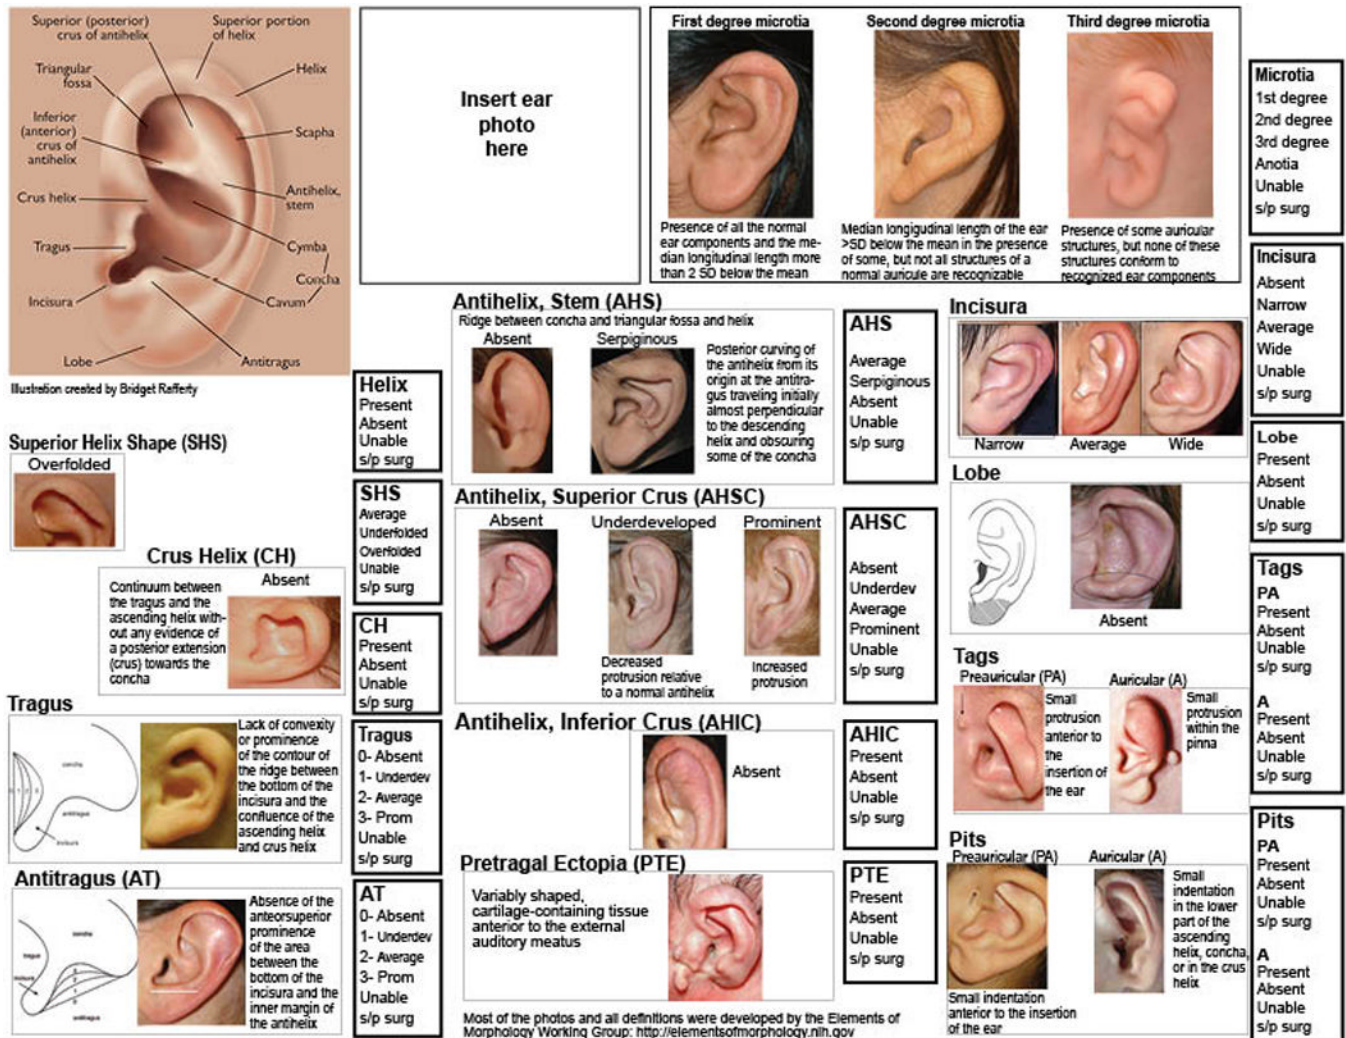 Superior (posterior)
crus of antihelix
Superior portion
of helix
Triangular
fossa
Helix
Inferior
(anterior)
crus of
antihelix
Scapha
Crus helix
Antihelix,
stem
Tragus
Cymba
Concha
Incisura
Cavum
Lobe
Antitragus
Illustration created by Bridget Rafferty
Insert ear
photo
here
First degree microtia
Presence of all the normal
ear components and the me-
dian longitudinal length more
than 2 SD below the mean
Second degree microtia
Median longigudinal length of the ear
>SD below the mean in the presence
of some, but not all structures of a
normal auricule are recognizable
Third degree microtia
Presence of some auricular
structures, but none of these
structures conform to
recognized ear components
Microtia
1st degree
2nd degree
3rd degree
Anotia
Unable
s/p surg
Superior Helix Shape (SHS)
Overfolded
Helix
Present
Absent
Unable
s/p surg
SHS
Average
Underfolded
Overfolded
Unable
s/p surg
Crus Helix (CH)
Continuum between
the tragus and the
ascending helix with-
out any evidence of
a posterior extension
(crus) towards the
concha
Absent
CH
Present
Absent
Unable
s/p surg
Tragus
concha
0 1 2 3
antitragus
incisura
Lack of convexity
or prominence
of the contour of
the ridge between
the bottom of the
incisura and the
confluence of the
ascending helix
and crus helix
Tragus
0- Absent
1- Underdev
2- Average
3- Prom
Unable
s/p surg
Antitragus (AT)
concha
tragus
incisura
3
2
1
0
antitragus
Absence of the
anteorsuperior
prominence
of the area
between the
bottom of the
incisura and the
inner margin of
the antihelix
AT
0- Absent
1- Underdev
2- Average
3- Prom
Unable
s/p surg
Antihelix, Stem (AHS)
Ridge between concha and triangular fossa and helix
Absent
Serpiginous
Posterior curving of
the antihelix from its
origin at the antitra-
gus traveling initially
almost perpendicular
to the descending
helix and obscuring
some of the concha
AHS
Average
Serpiginous
Absent
Unable
s/p surg
Antihelix, Superior Crus (AHSC)
Absent
Underdeveloped
Decreased
protrusion relative
to a normal antihelix
Prominent
Increased
protrusion
AHSC
Absent
Underdev
Average
Prominent
Unable
s/p surg
Antihelix, Inferior Crus (AHIC)
Absent
AHIC
Present
Absent
Unable
s/p surg
Pretragal Ectopia (PTE)
Variably shaped,
cartilage-containing tissue
anterior to the external
auditory meatus
PTE
Present
Absent
Unable
s/p surg
Most of the photos and all definitions were developed by the Elements of
Morphology Working Group: http://elementsofmorphology.nih.gov
Incisura
Narrow
Average
Wide
Incisura
Absent
Narrow
Average
Wide
Unable
s/p surg
Lobe
Absent
Lobe
Present
Absent
Unable
s/p surg
Tags
Preauricular (PA)
Small
protrusion
anterior to
the
insertion of
the ear
Auricular (A)
Small
protrusion
within the
pinna
Tags
PA
Present
Absent
Unable
s/p surg
A
Present
Absent
Unable
s/p surg
Pits
Preauricular (PA)
Small indentation
anterior to the insertion
of the ear
Auricular (A)
Small
indentation
in the lower
part of the
ascending
helix, concha,
or in the crus
helix
Pits
PA
Present
Absent
Unable
s/p surg
A
Present
Absent
Unable
s/p surg